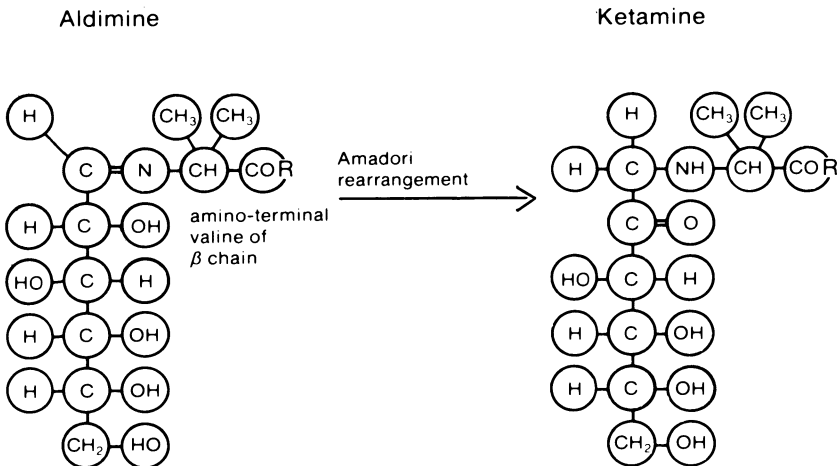 Aldimine
Ketamine
H
CH3
CH3
C
N
CH
COR
H
C
OH
HO
C
H
H
C
OH
H
C
OH
CH2
HO
amino-terminal
valine of
β chain
Amadori
rearrangement
H
CH3
CH3
H
C
NH
CH
COR
C
O
HO
C
H
H
C
OH
H
C
OH
CH2
OH